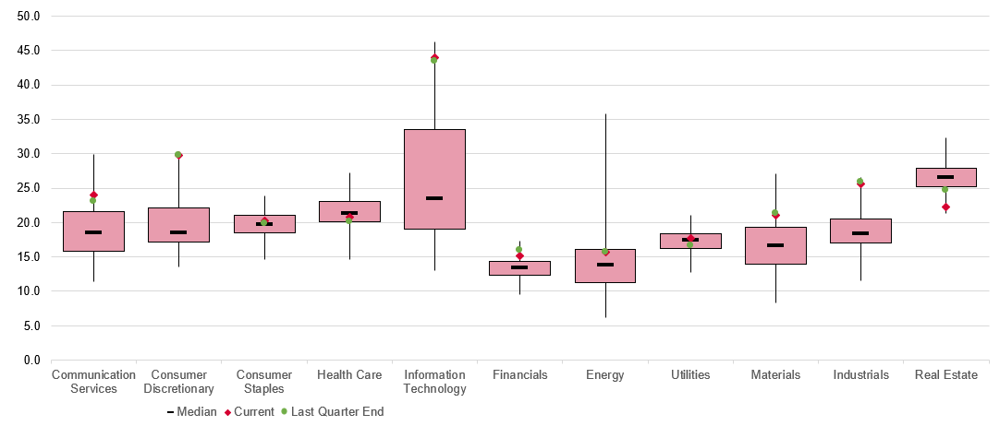 50.0
45.0
40.0
35.0
30.0
25.0
20.0
15.0
10.0
5.0
0.0
Communication Services
Consumer Discretionary
Consumer Staples
Health Care
Information Technology
Financials
Energy
Utilities
Materials
Industrials
Real Estate
Median Current Last Quarter End